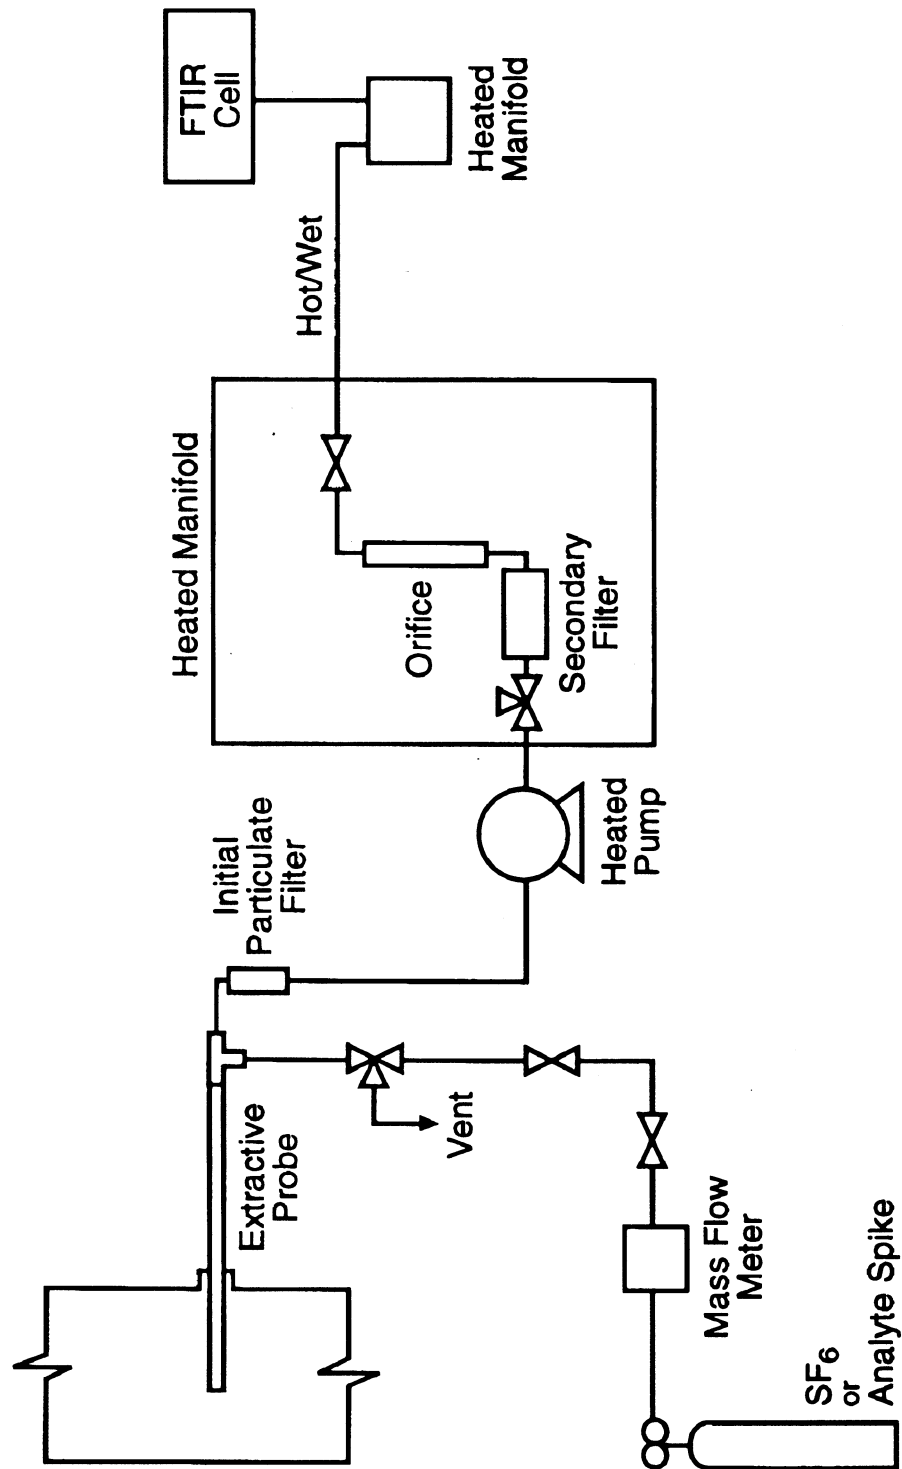 Extractive
Probe
Initial
Particulate
Filter
Vent
SF6
or
Analyte Spike
Mass Flow
Meter
Heated
Pump
Heated Manifold
Orifice
Secondary
Filter
Hot/Wet
Heated
Manifold
FTIR
Cell